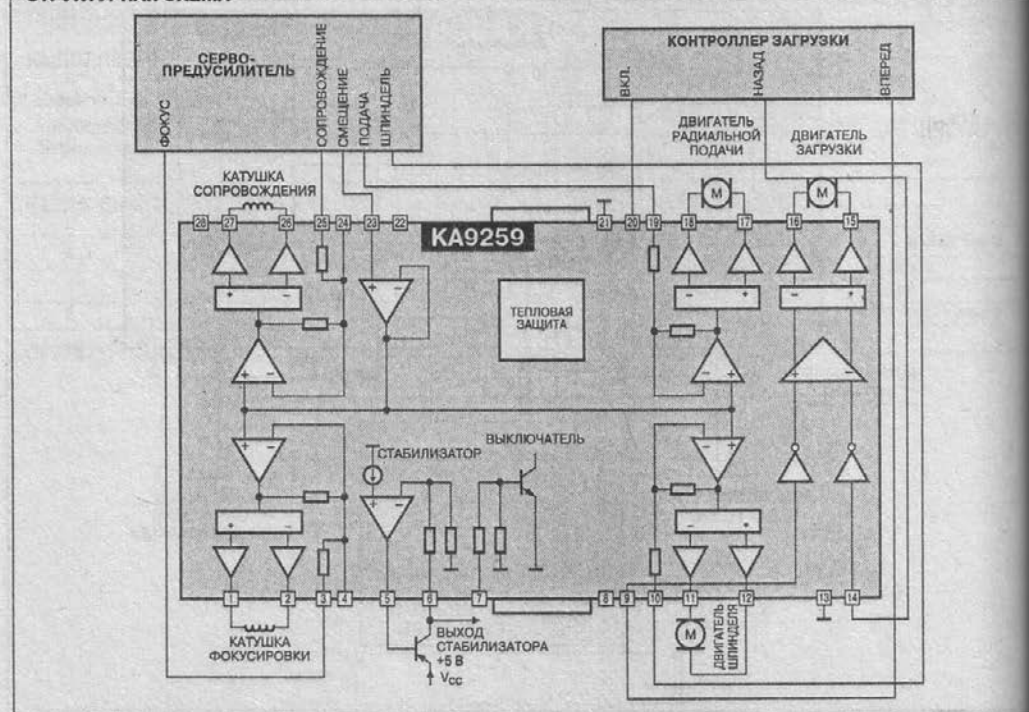 СЕРВО-
ПРЕДУСИЛИТЕЛЬ
ФОКУС
СОПРОВОЖДЕНИЕ
СМЕЩЕНИЕ
ПОДАЧА
ШПИНДЕЛЬ
КОНТРОЛЛЕР ЗАГРУЗКИ
ВКЛ.
НАЗАД
ВПЕРЕД
КАТУШКА
СОПРОВОЖДЕНИЯ
ДВИГАТЕЛЬ
РАДИАЛЬНОЙ
ПОДАЧИ
ДВИГАТЕЛЬ
ЗАГРУЗКИ
M
M
28 27 26 25 24 23 22 21 20 19 18 17 16 15
KA9259
+ −
− +
− +
ТЕПЛОВАЯ
ЗАЩИТА
− +
− +
+ −
− +
+ −
+ −
+ −
− +
СТАБИЛИЗАТОР
ВЫКЛЮЧАТЕЛЬ
+ −
+ −
− +
1 2 3 4 5 6 7 8 9 10 11 12 13 14
КАТУШКА
ФОКУСИРОВКИ
ВЫХОД
СТАБИЛИЗАТОРА
+5 В
Vcc
M
ДВИГАТЕЛЬ
ШПИНДЕЛЯ